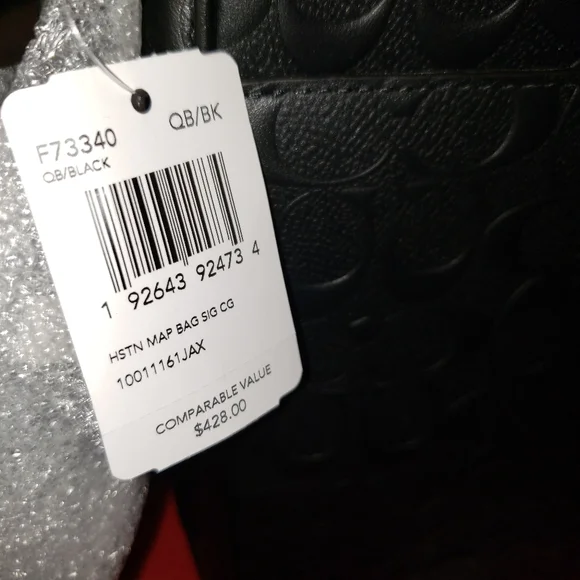 QB/BK
F73340
QB/BLACK
1 92643 92473 4
HSTN MAP BAG SIG CG
10011161JAX
COMPARABLE VALUE
$428.00